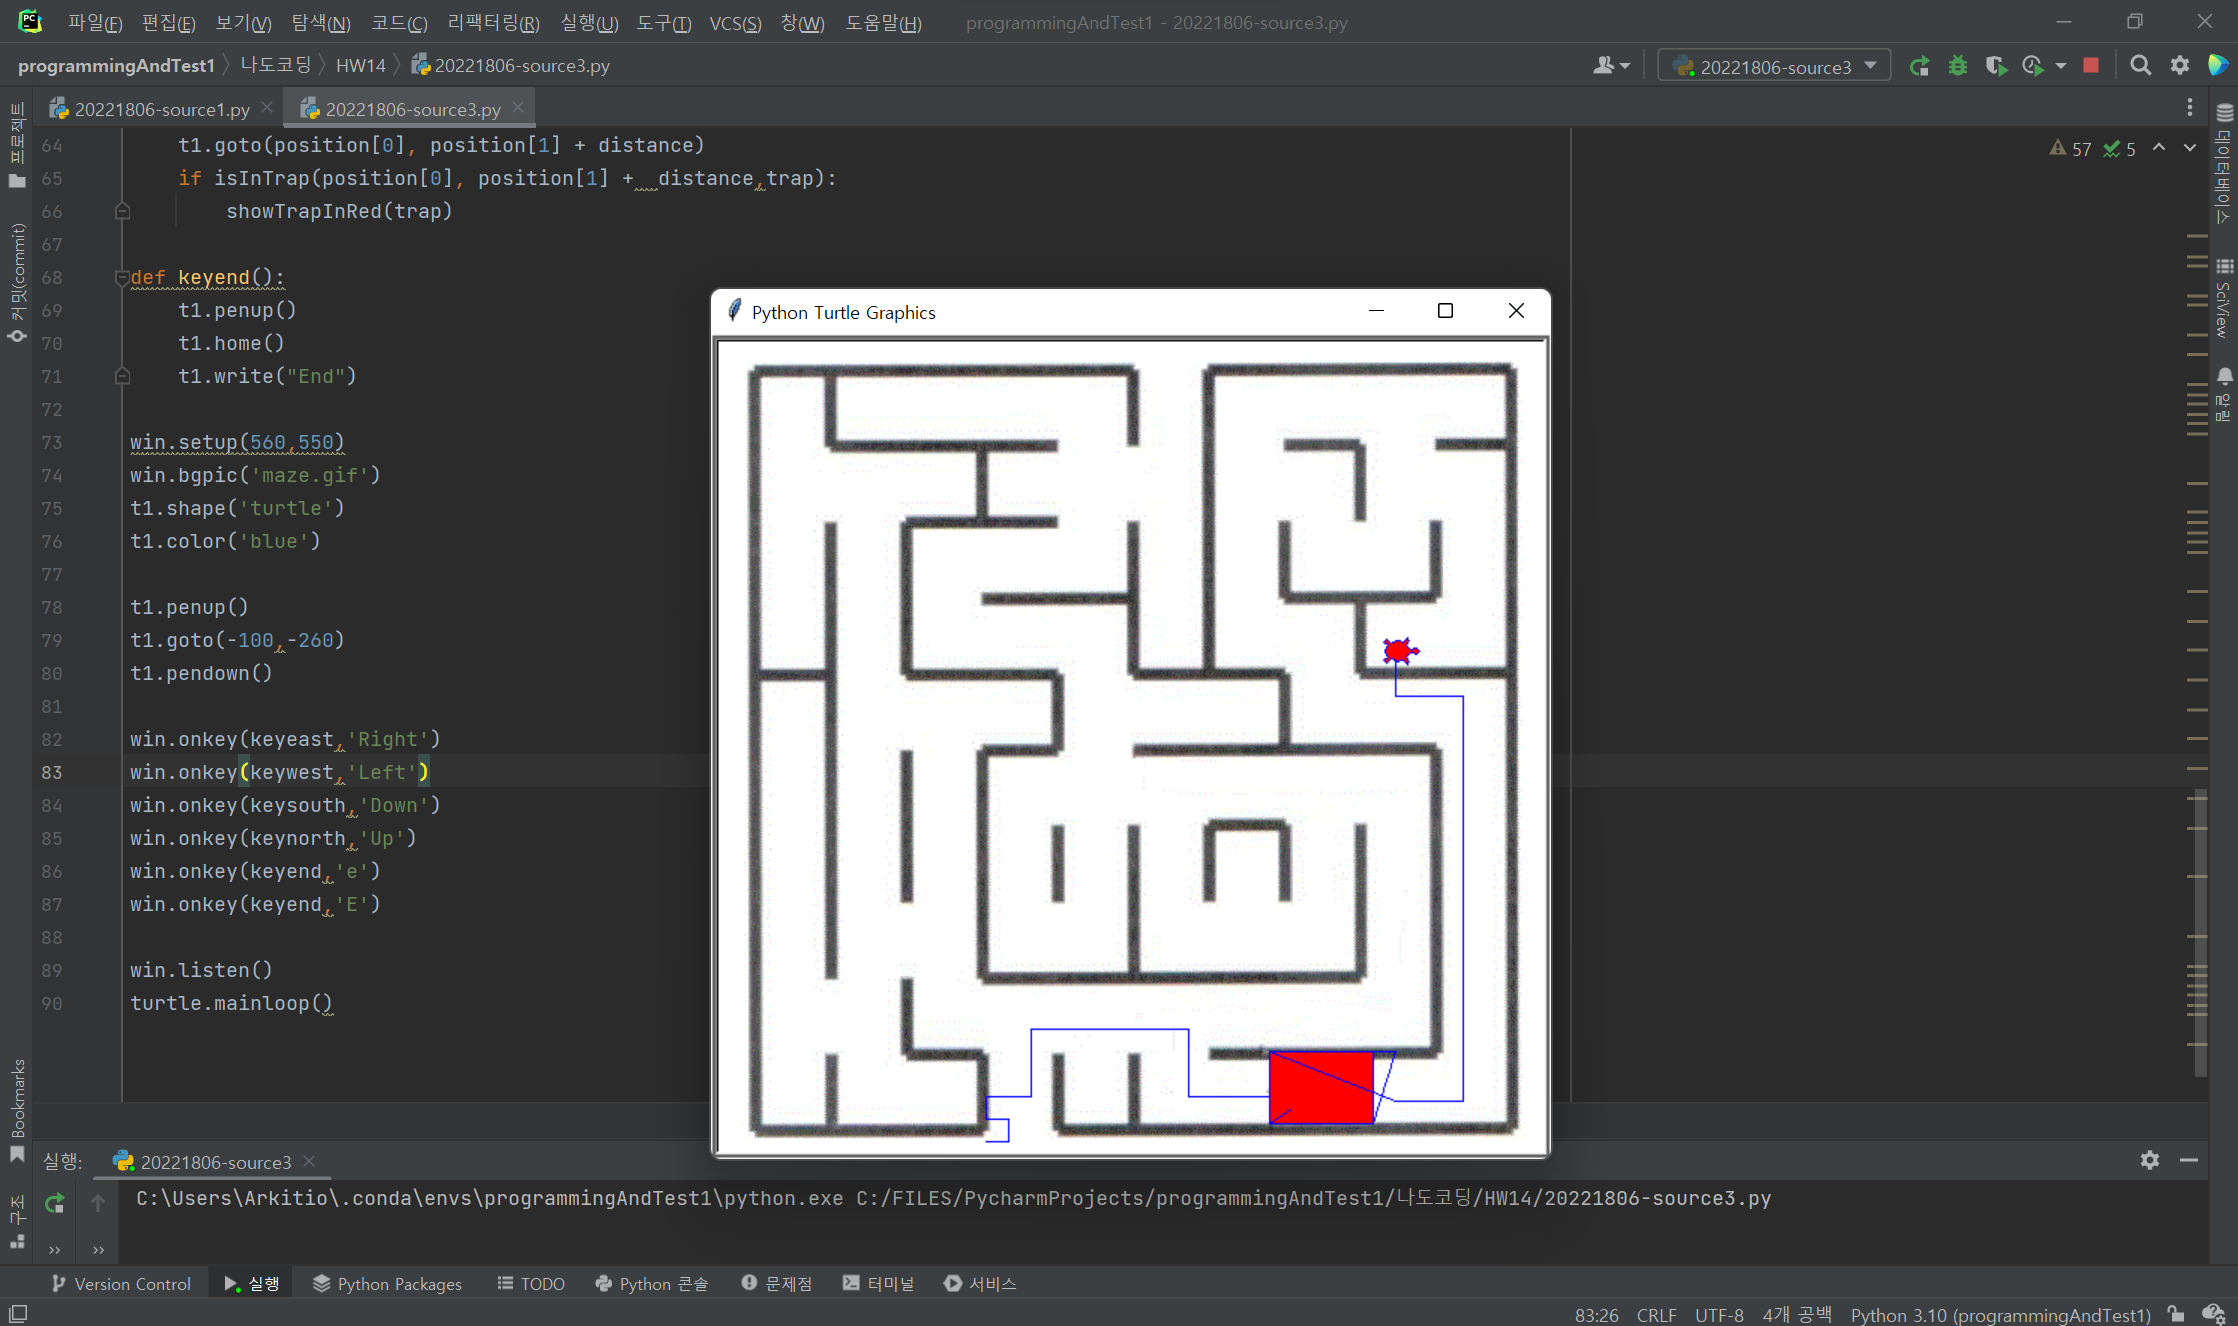 파일(F) 편집(E) 보기(V) 탐색(N) 코드(C) 리팩터링(R) 실행(U) 도구(T) VCS(S) 창(W) 도움말(H) programmingAndTest1 - 20221806-source3.py
programmingAndTest1 나도코딩 HW14 20221806-source3.py 20221806-source3
20221806-source1.py 20221806-source3.py
프로젝트
커밋(commit)
Bookmarks
구조
데이터베이스
SciView
알림
57 5
64 t1.goto(position[0], position[1] + distance)
65 if isInTrap(position[0], position[1] +  distance,trap):
66 showTrapInRed(trap)
67
68 def keyend():
69 t1.penup()
70 t1.home()
71 t1.write("End")
72
73 win.setup(560,550)
74 win.bgpic('maze.gif')
75 t1.shape('turtle')
76 t1.color('blue')
77
78 t1.penup()
79 t1.goto(-100,-260)
80 t1.pendown()
81
82 win.onkey(keyeast,'Right')
83 win.onkey(keywest,'Left')
84 win.onkey(keysouth,'Down')
85 win.onkey(keynorth,'Up')
86 win.onkey(keyend,'e')
87 win.onkey(keyend,'E')
88
89 win.listen()
90 turtle.mainloop()
Python Turtle Graphics
실행: 20221806-source3
C:\Users\Arkitio\.conda\envs\programmingAndTest1\python.exe C:/FILES/PycharmProjects/programmingAndTest1/나도코딩/HW14/20221806-source3.py
Version Control 실행 Python Packages TODO Python 콘솔 문제점 터미널 서비스
83:26 CRLF UTF-8 4개 공백 Python 3.10 (programmingAndTest1)